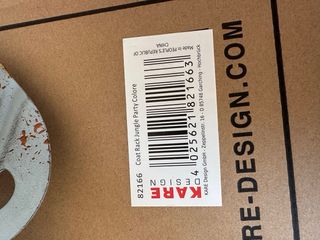 82166 Coat Rack Jungle Party Colore
KARE
DESIGN
4 025621 821663
KARE Design GmbH - Zeppelinstr. 16 - D 85748 Garching - Hochbrück
Made in PEOPLE'S REPUBLIC OF
CHINA
RE-DESIGN.COM